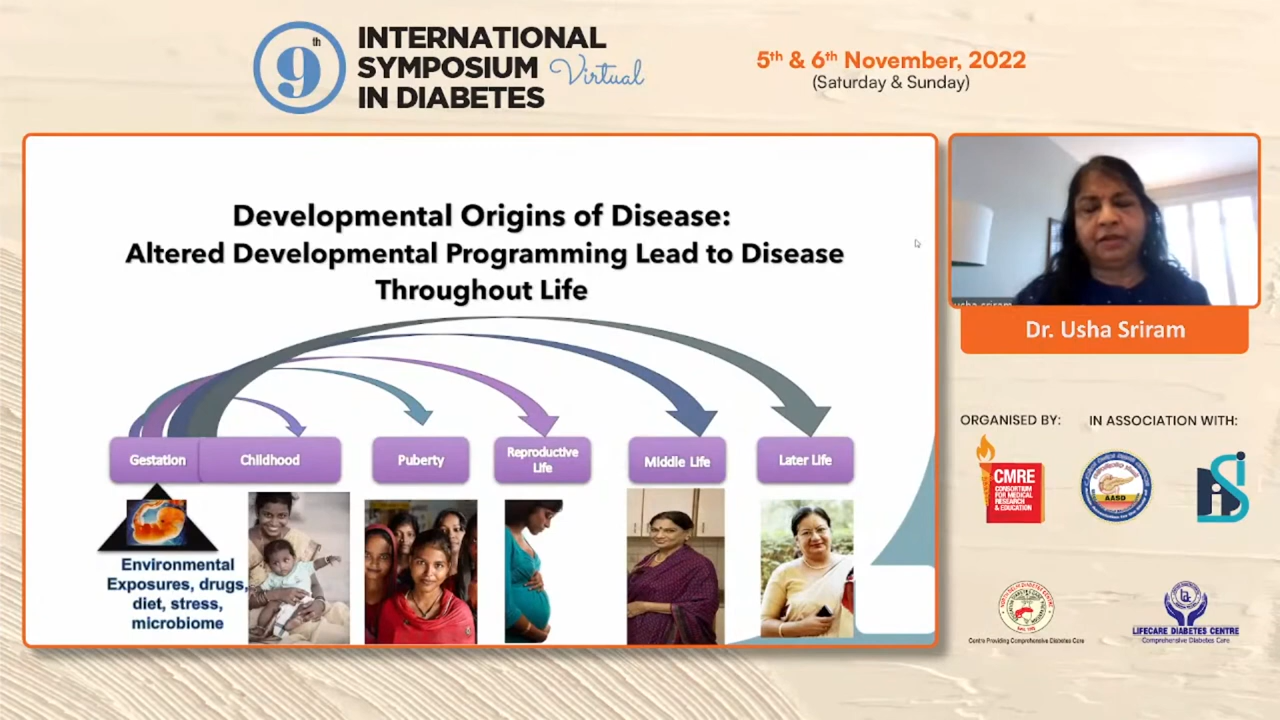 9th
INTERNATIONAL
SYMPOSIUM Virtual
IN DIABETES
5th & 6th November, 2022
(Saturday & Sunday)
Developmental Origins of Disease:
Altered Developmental Programming Lead to Disease
Throughout Life
Gestation
Childhood
Puberty
Reproductive
Life
Middle Life
Later Life
Environmental
Exposures, drugs,
diet, stress,
microbiome
usha sriram
Dr. Usha Sriram
ORGANISED BY:
IN ASSOCIATION WITH:
CMRE
CONSORTIUM
FOR MEDICAL
RESEARCH
& EDUCATION
AASD
Centre Providing Comprehensive Diabetes Care
LIFECARE DIABETES CENTRE
Comprehensive Diabetes Care